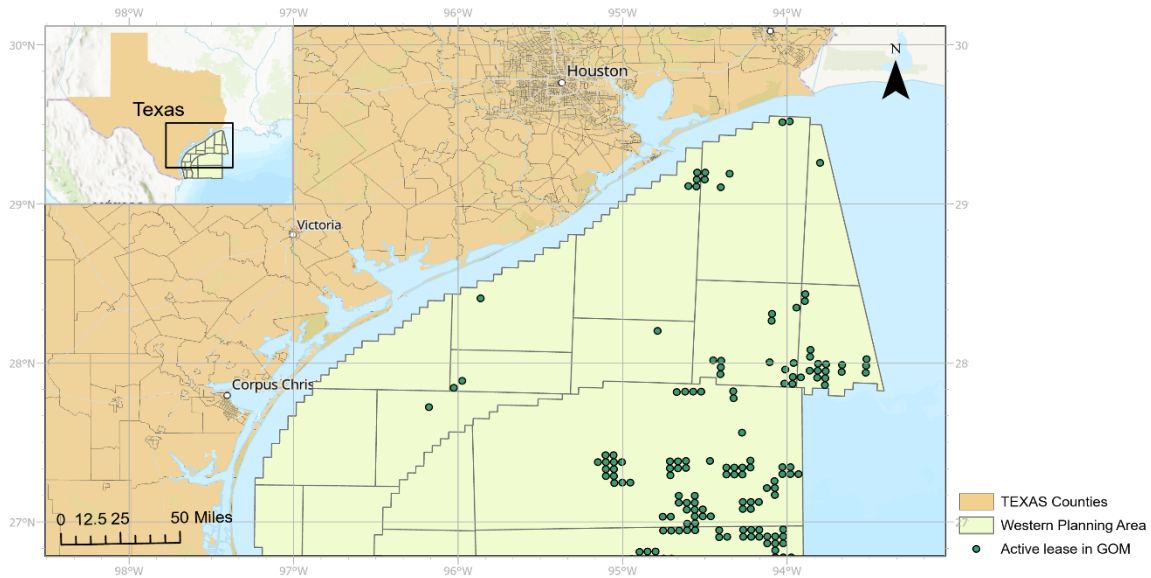 98°W 97°W 96°W 95°W 94°W
30°N 30
N
Houston
Texas
29°N 29
Victoria
28°N 28
Corpus Chris
TEXAS Counties
0 12.5 25 50 Miles
27°N 27
Western Planning Area
Active lease in GOM
98°W 97°W 96°W 95°W 94°W